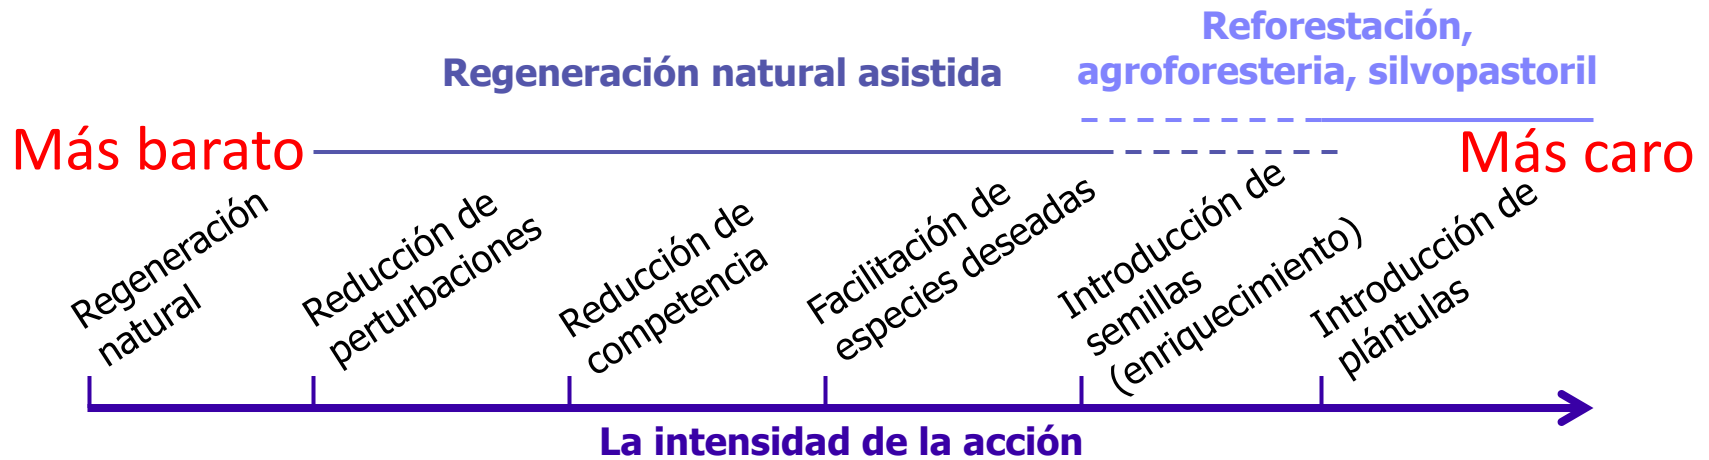 Reforestación,
agroforesteria, silvopastoril
Regeneración natural asistida
Más barato
Más caro
Regeneración
natural
Reducción de
perturbaciones
Reducción de
competencia
Facilitación de
especies deseadas
Introducción de
semillas
(enriquecimiento)
Introducción de
plántulas
La intensidad de la acción